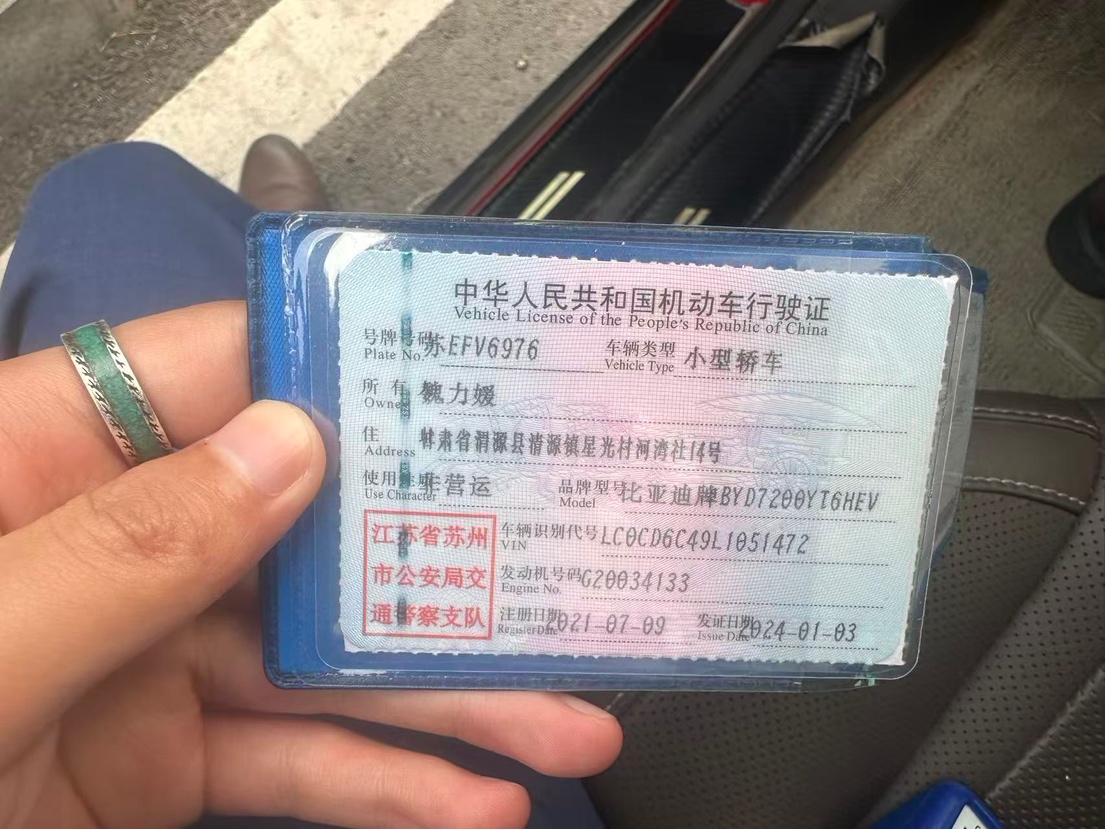 中华人民共和国机动车行驶证
Vehicle License of the People's Republic of China
号牌号码 苏EFV6976 车辆类型 小型轿车
Plate No. Vehicle Type
所有 魏力媛
Owner
住 甘肃省渭源县清源镇星光村河湾社14号
Address
使用性质 非营运 品牌型号 比亚迪牌BYD7200YT6HEV
Use Character Model
江苏省苏州
市公安局交
通警察支队
车辆识别代号 LC0CD6C49L1051472
VIN
发动机号码 G20034133
Engine No.
注册日期 2021-07-09 发证日期 2024-01-03
Register Date Issue Date